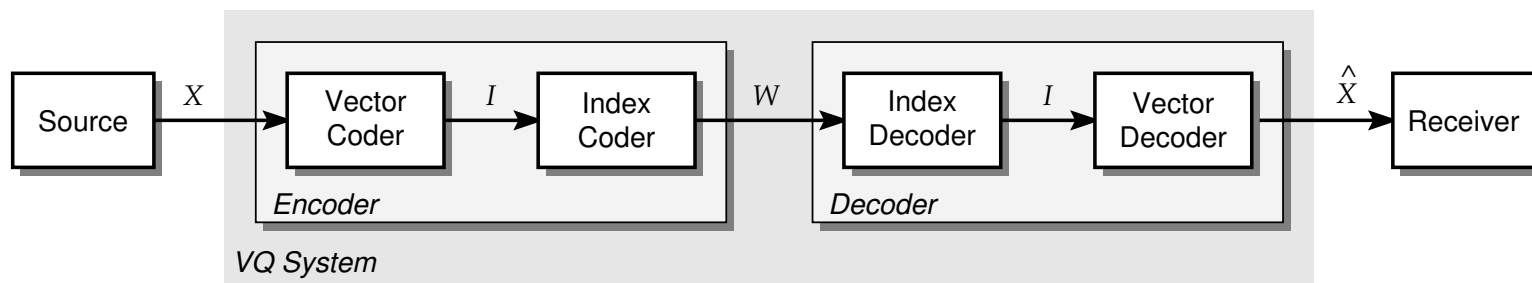 Source
X
Vector
Coder
I
Index
Coder
W
Index
Decoder
I
Vector
Decoder
X̂
Receiver
Encoder
Decoder
VQ System